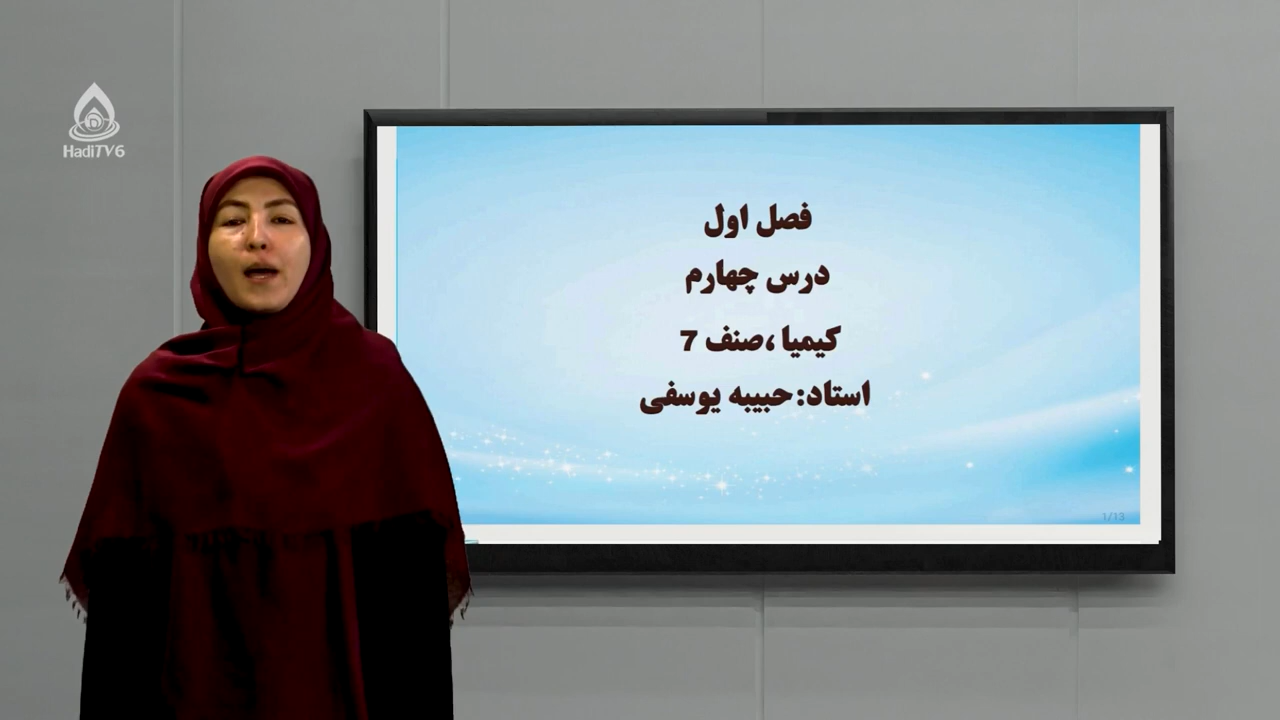 HadiTV6
فصل اول
درس چهارم
کیمیا ،صنف 7
استاد:حبیبه یوسفی
1/13